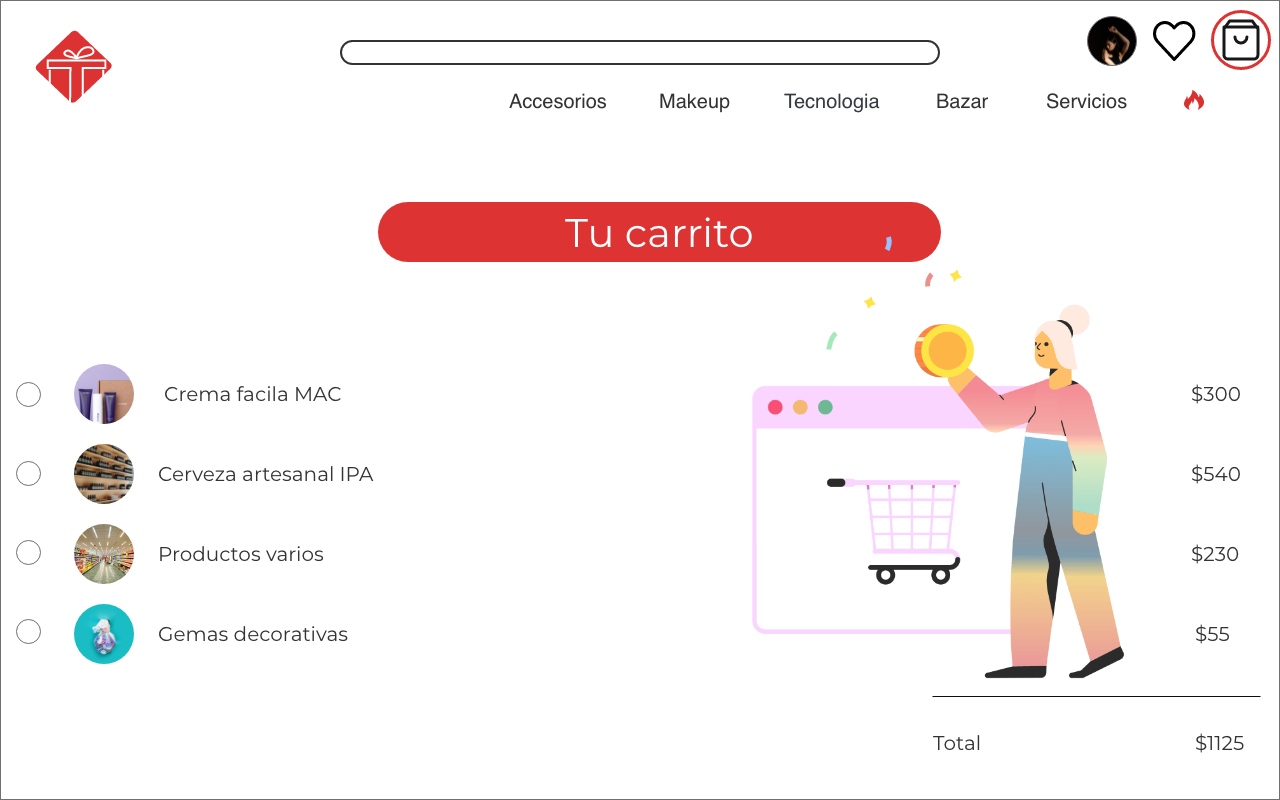 Accesorios Makeup Tecnologia Bazar Servicios
Tu carrito
Crema facila MAC $300
Cerveza artesanal IPA $540
Productos varios $230
Gemas decorativas $55
Total $1125